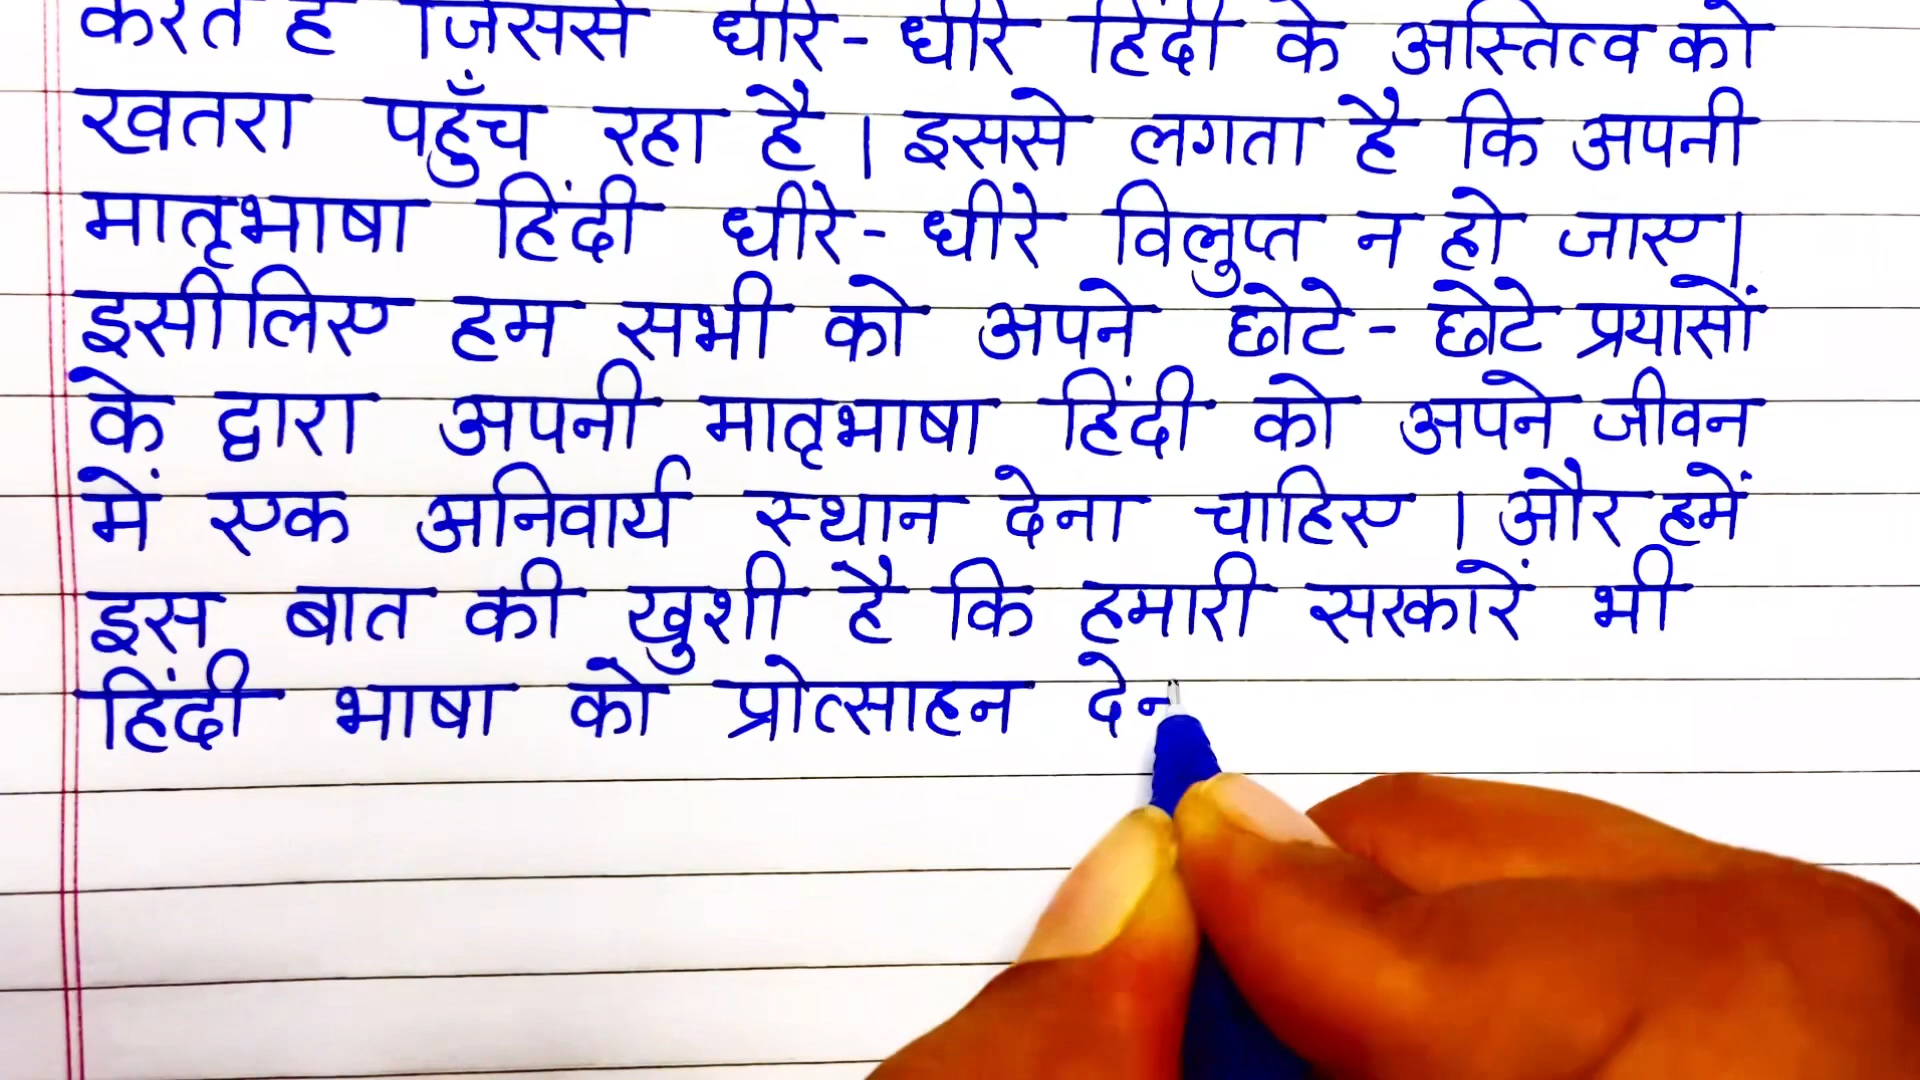 करते हैं जिससे धीरे-धीरे हिंदी के अस्तित्व को
खतरा पहुँच रहा है। इससे लगता है कि अपनी
मातृभाषा हिंदी धीरे-धीरे विलुप्त न हो जाए।
इसीलिए हम सभी को अपने छोटे-छोटे प्रयासों
के द्वारा अपनी मातृभाषा हिंदी को अपने जीवन
में एक अनिवार्य स्थान देना चाहिए। और हमें
इस बात की खुशी है कि हमारी सरकारें भी
हिंदी भाषा को प्रोत्साहन देन